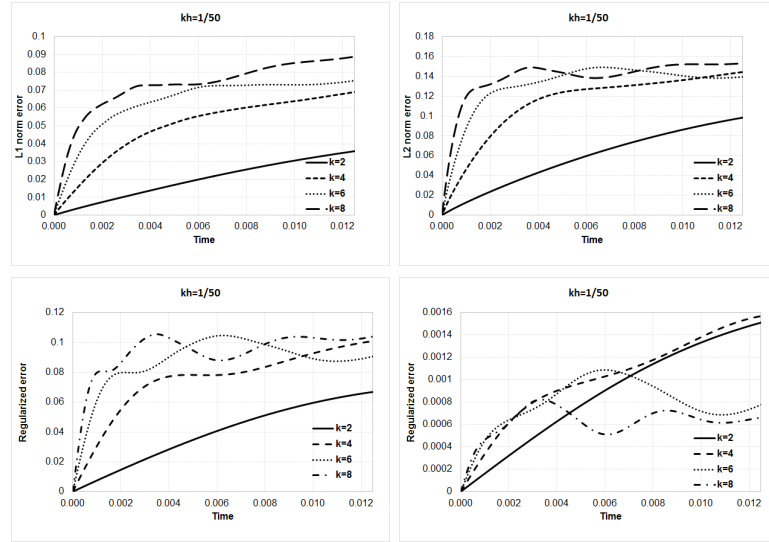 kh=1/50
L1 norm error
0.1
0.09
0.08
0.07
0.06
0.05
0.04
0.03
0.02
0.01
0
k=2
k=4
k=6
k=8
0.000 0.002 0.004 0.006 0.008 0.010 0.012
Time
kh=1/50
L2 norm error
0.18
0.16
0.14
0.12
0.1
0.08
0.06
0.04
0.02
0
k=2
k=4
k=6
k=8
0.000 0.002 0.004 0.006 0.008 0.010 0.012
Time
kh=1/50
Regularized error
0.12
0.1
0.08
0.06
0.04
0.02
0
k=2
k=4
k=6
k=8
0.000 0.002 0.004 0.006 0.008 0.010 0.012
Time
kh=1/50
Regularized error
0.0016
0.0014
0.0012
0.001
0.0008
0.0006
0.0004
0.0002
0
k=2
k=4
k=6
k=8
0.000 0.002 0.004 0.006 0.008 0.010 0.012
Time